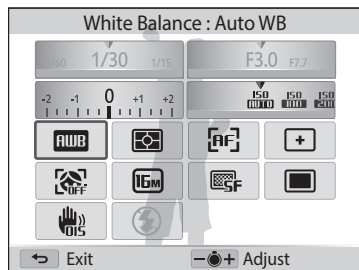 White Balance : Auto WB
1/60 1/30 1/15 F3.0 F7.7
-2 -1 0 +1 +2 ISO AUTO ISO 100 ISO 200
AWB AF +
OFF 16M SF
OIS
Exit − + Adjust